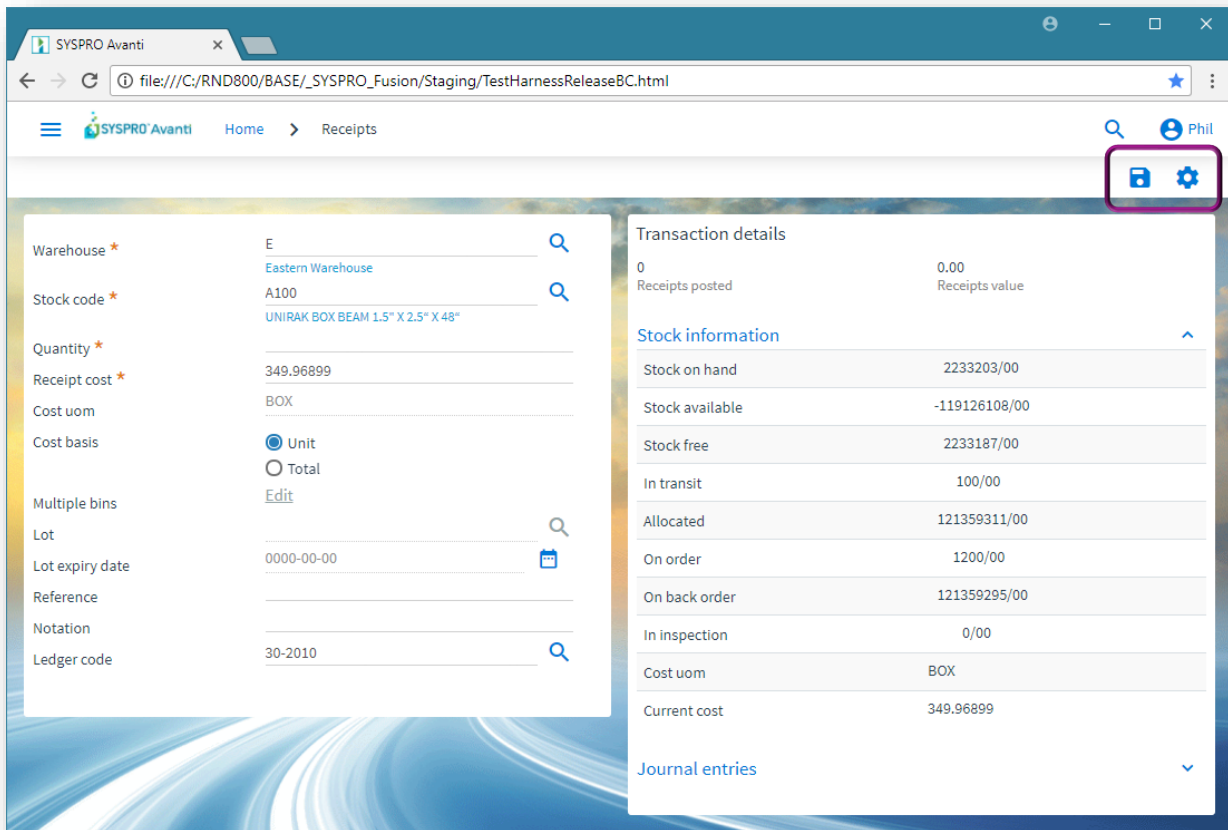 SYSPRO Avanti
file:///C:/RND800/BASE/_SYSPRO_Fusion/Staging/TestHarnessReleaseBC.html
SYSPRO Avanti Home Receipts Phil
Warehouse * E
Eastern Warehouse
Stock code * A100
UNIRAK BOX BEAM 1.5" X 2.5" X 48"
Quantity *
Receipt cost * 349.96899
Cost uom BOX
Cost basis Unit
Total
Multiple bins Edit
Lot
Lot expiry date 0000-00-00
Reference
Notation
Ledger code 30-2010
Transaction details
0 0.00
Receipts posted Receipts value
Stock information
Stock on hand 2233203/00
Stock available -119126108/00
Stock free 2233187/00
In transit 100/00
Allocated 121359311/00
On order 1200/00
On back order 121359295/00
In inspection 0/00
Cost uom BOX
Current cost 349.96899
Journal entries